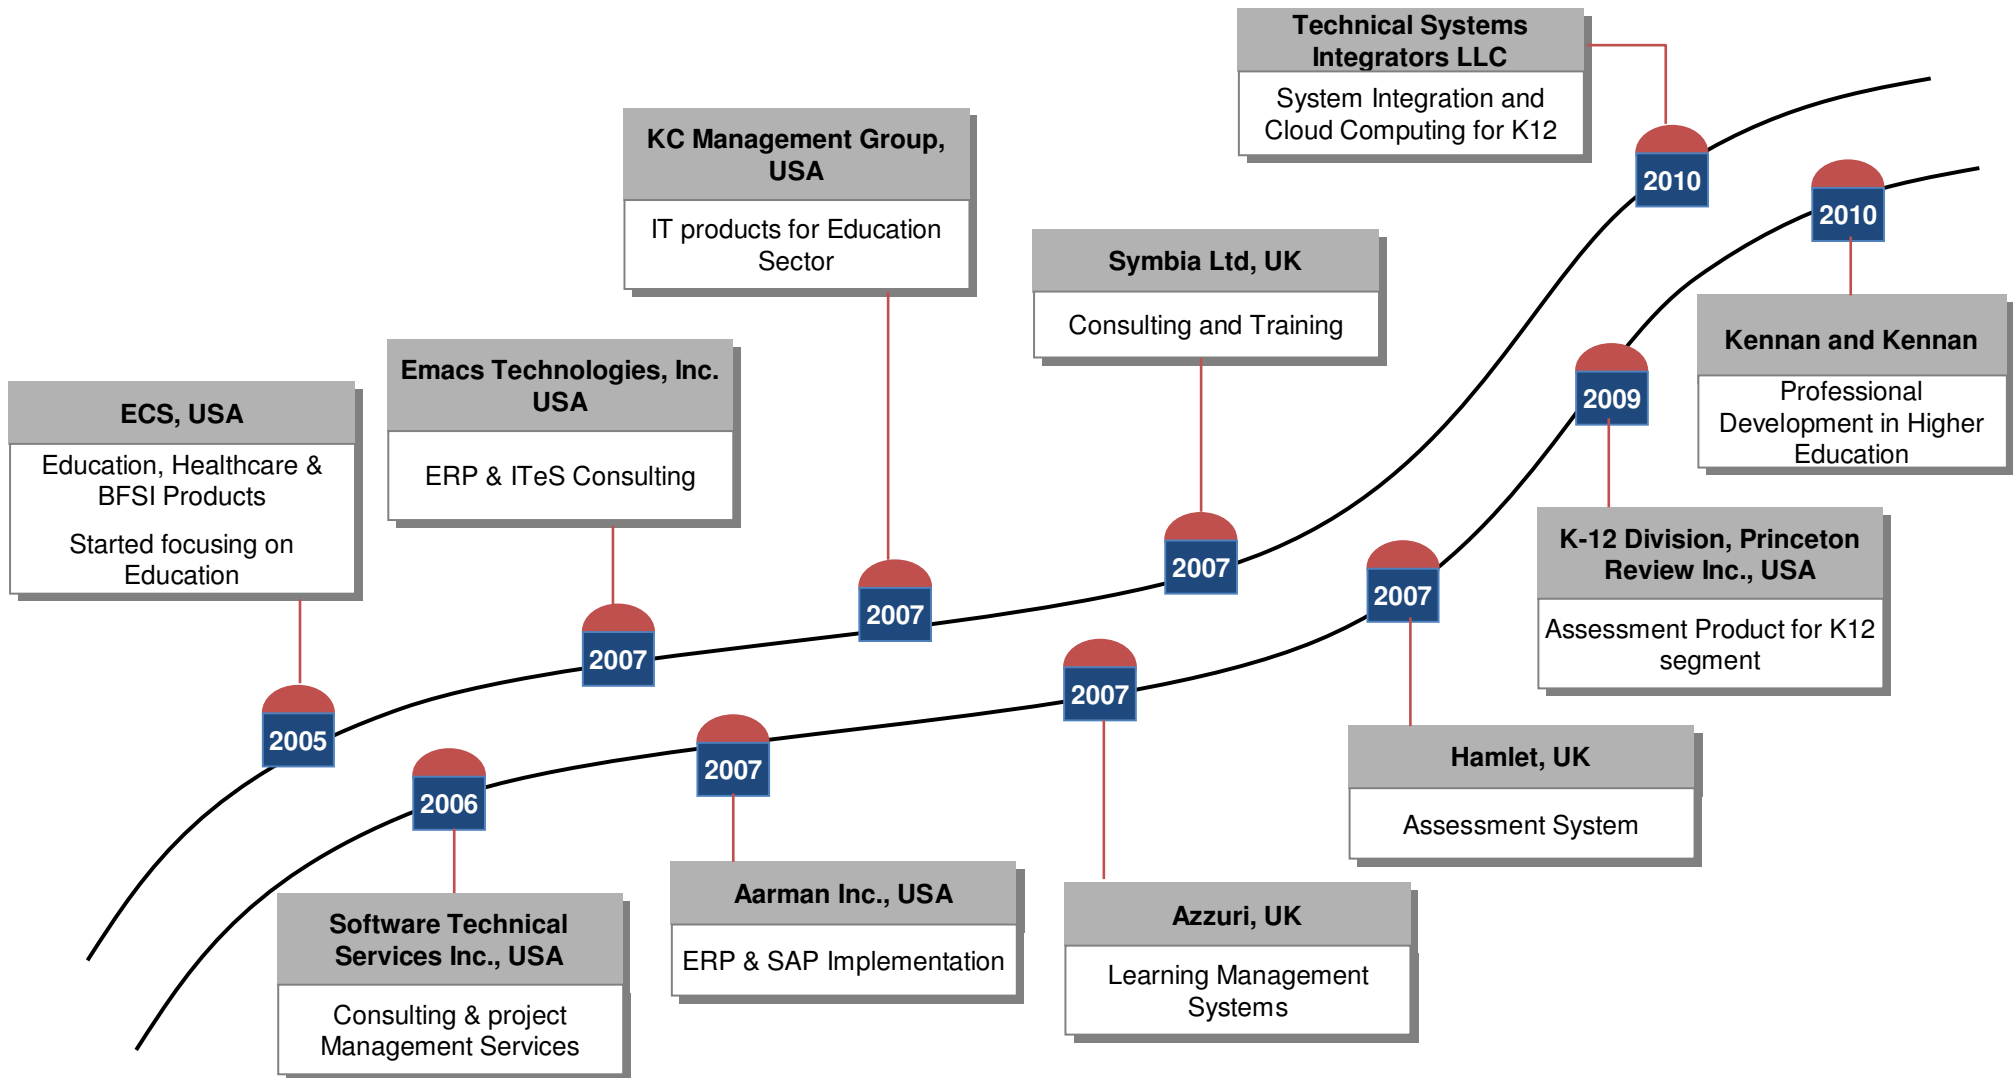 Technical Systems
Integrators LLC
System Integration and
Cloud Computing for K12
2010
KC Management Group,
USA
IT products for Education
Sector
2007
Symbia Ltd, UK
Consulting and Training
2007
2010
Kennan and Kennan
Professional
Development in Higher
Education
Emacs Technologies, Inc.
USA
ERP & ITeS Consulting
2007
ECS, USA
Education, Healthcare &
BFSI Products
Started focusing on
Education
2005
2009
K-12 Division, Princeton
Review Inc., USA
Assessment Product for K12
segment
2007
Hamlet, UK
Assessment System
2007
Azzuri, UK
Learning Management
Systems
2007
Aarman Inc., USA
ERP & SAP Implementation
2006
Software Technical
Services Inc., USA
Consulting & project
Management Services